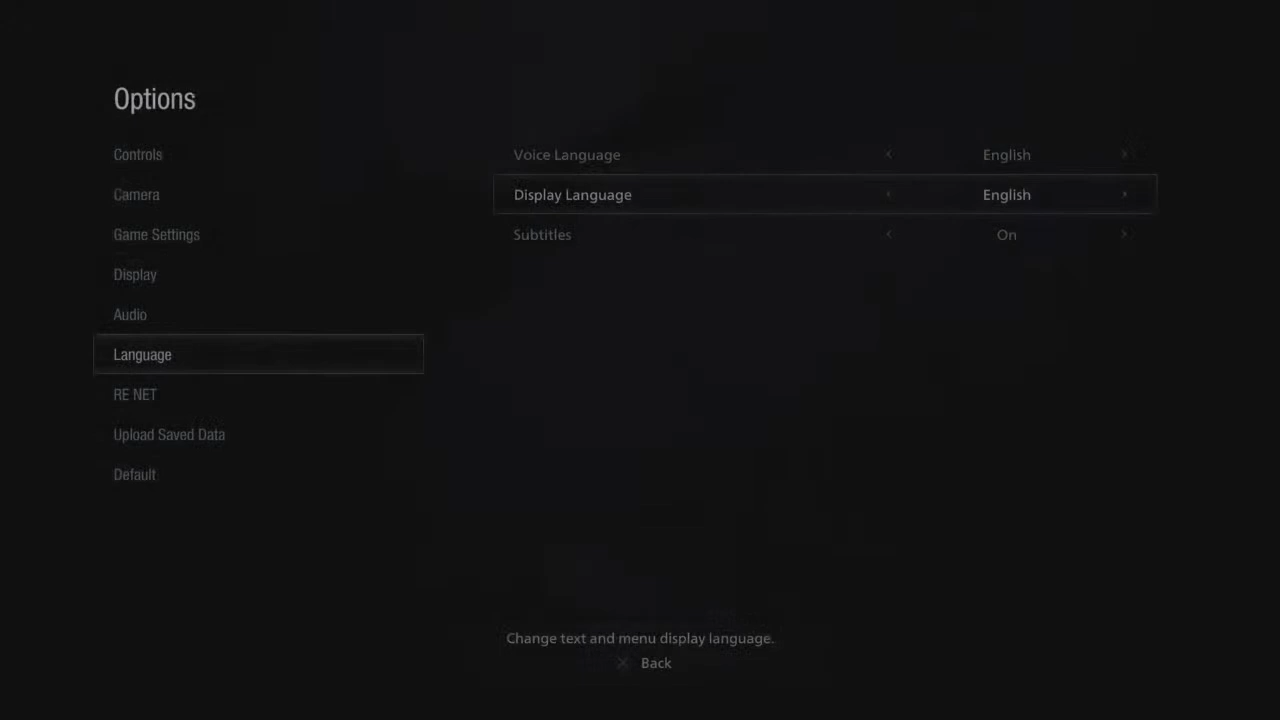 Options
Controls
Camera
Game Settings
Display
Audio
Language
RE NET
Upload Saved Data
Default
Voice Language English
Display Language English
Subtitles On
Change text and menu display language.
Back